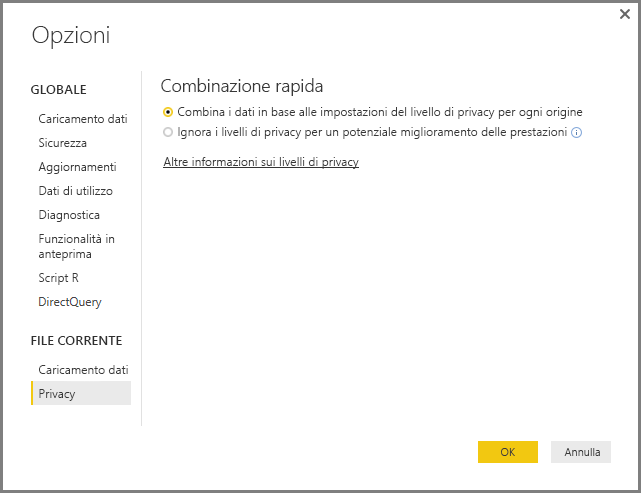 Opzioni
GLOBALE
Caricamento dati
Sicurezza
Aggiornamenti
Dati di utilizzo
Diagnostica
Funzionalità in
anteprima
Script R
DirectQuery
FILE CORRENTE
Caricamento dati
Privacy
Combinazione rapida
Combina i dati in base alle impostazioni del livello di privacy per ogni origine
Ignora i livelli di privacy per un potenziale miglioramento delle prestazioni
Altre informazioni sui livelli di privacy
OK
Annulla